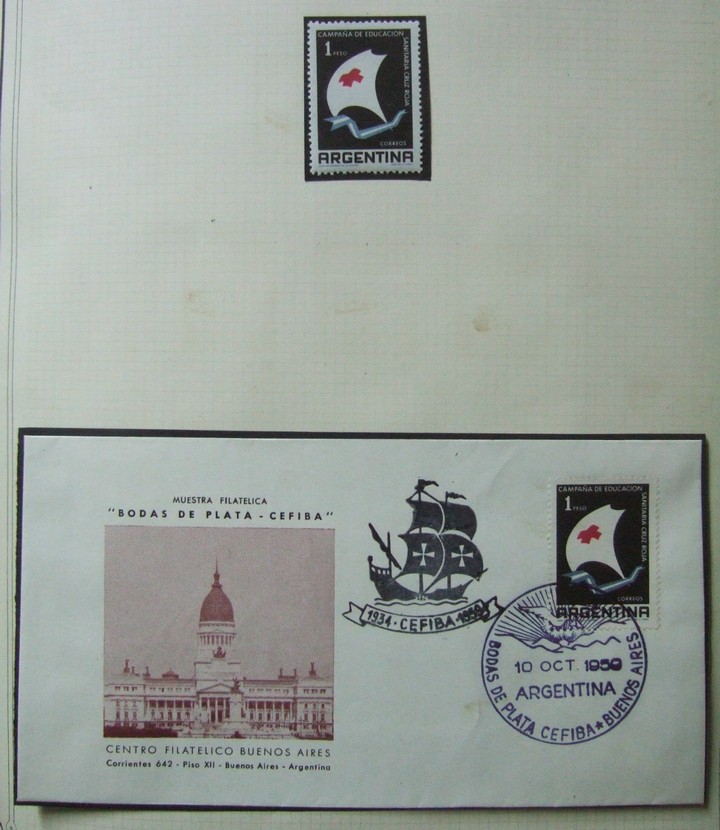 CAMPAÑA DE EDUCACION
SANITARIA CRUZ ROJA
1 PESO
CORREOS
ARGENTINA
MUESTRA FILATELICA
"BODAS DE PLATA - CEFIBA"
CENTRO FILATELICO BUENOS AIRES
Corrientes 642 - Piso XII - Buenos Aires - Argentina
1934 - CEFIBA - 1959
CAMPAÑA DE EDUCACION
SANITARIA CRUZ ROJA
1 PESO
CORREOS
ARGENTINA
10 OCT. 1959
ARGENTINA
BODAS DE PLATA CEFIBA ★ BUENOS AIRES